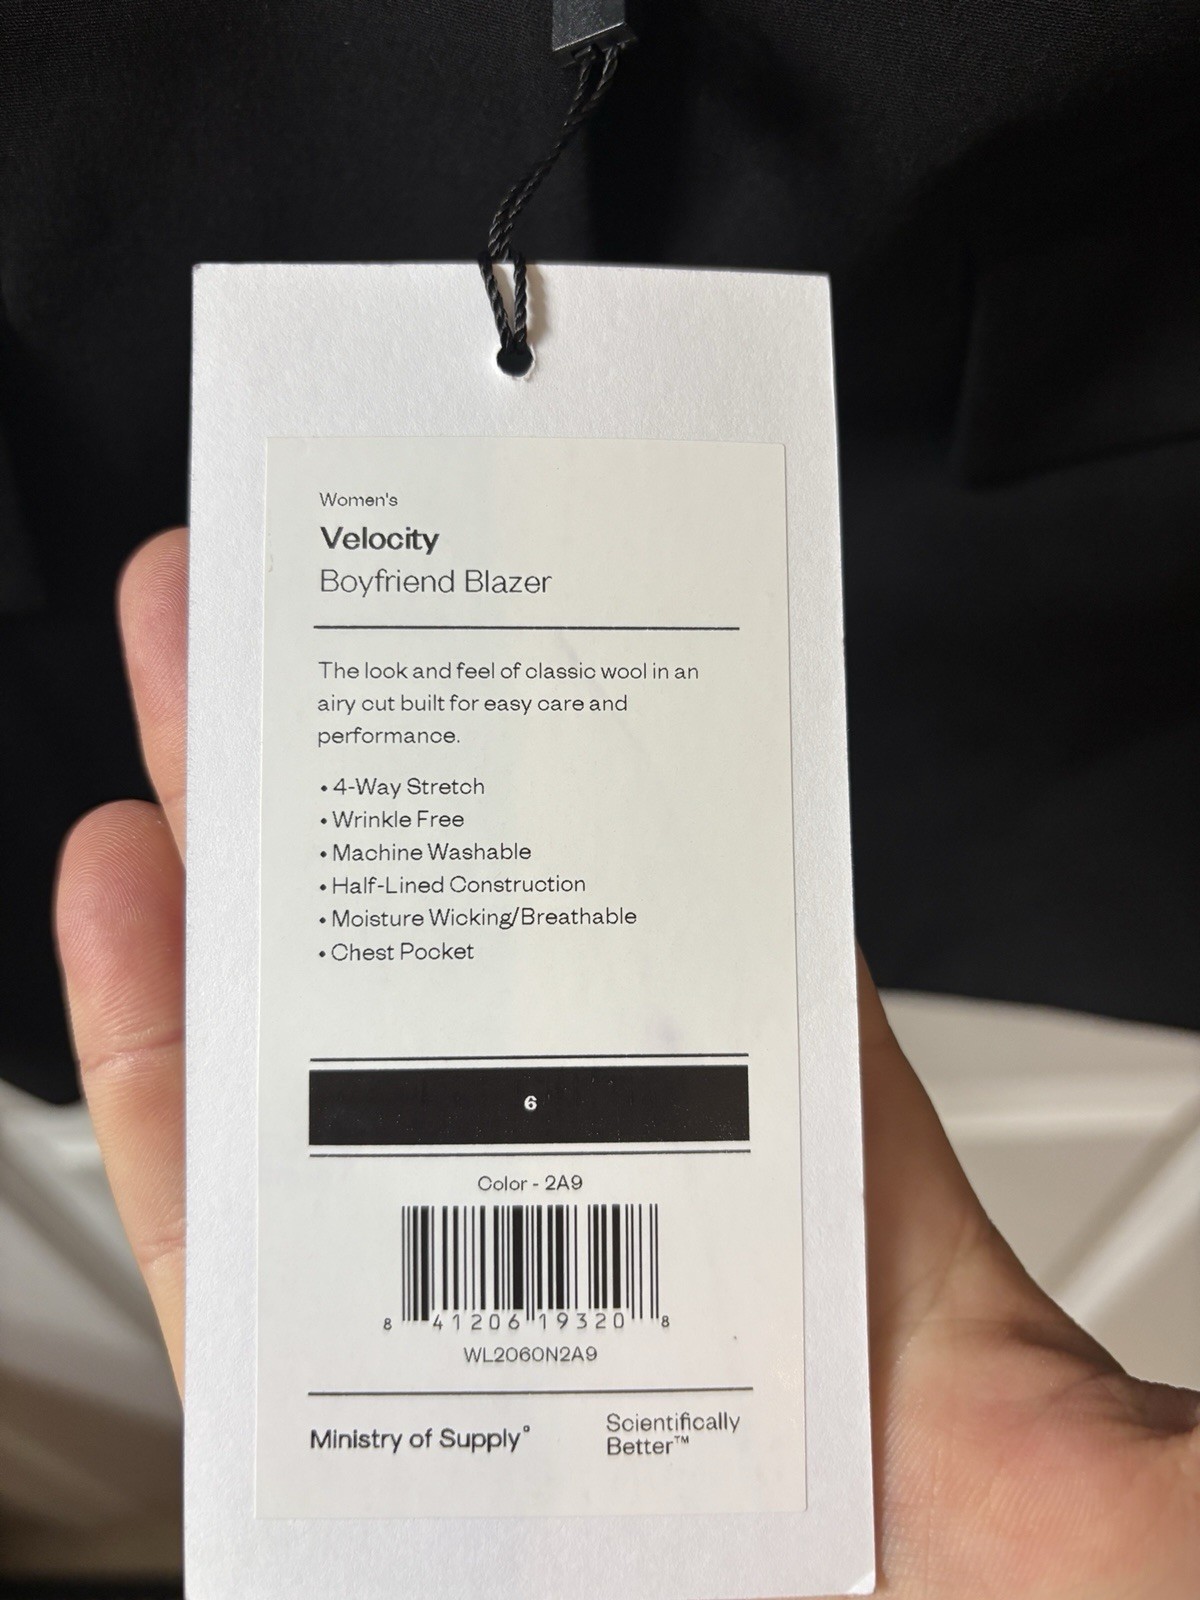 Women's
Velocity
Boyfriend Blazer
The look and feel of classic wool in an
airy cut built for easy care and
performance.
• 4-Way Stretch
• Wrinkle Free
• Machine Washable
• Half-Lined Construction
• Moisture Wicking/Breathable
• Chest Pocket
6
Color - 2A9
8 41206 19320 8
WL2060N2A9
Ministry of Supply°
Scientifically
Better™